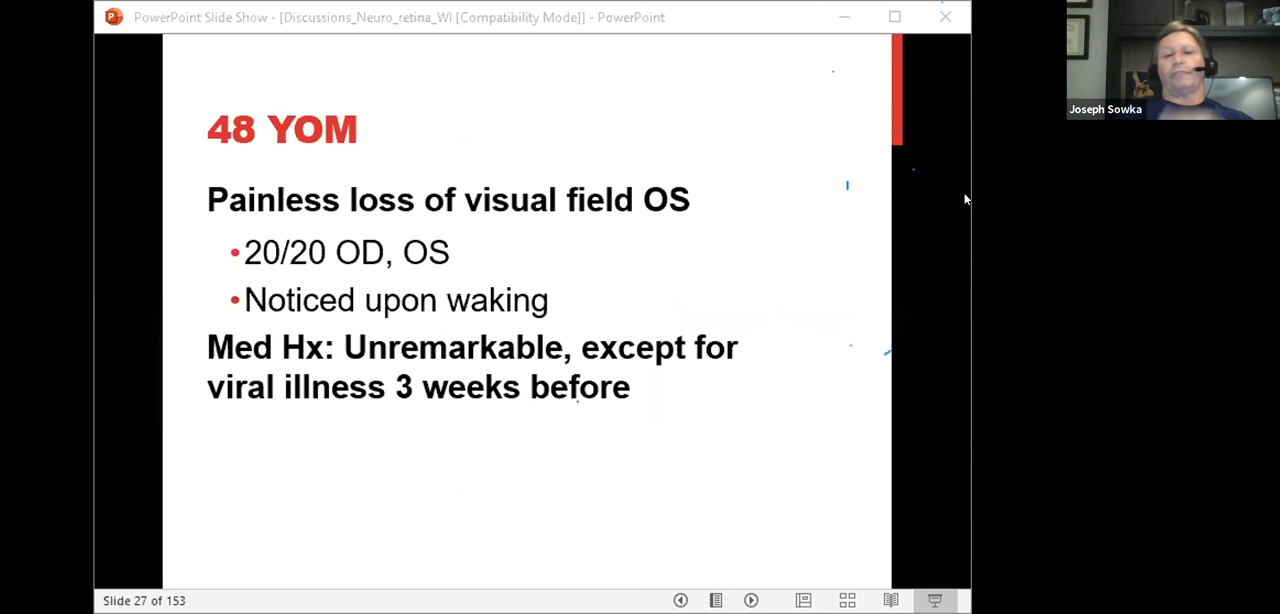 PowerPoint Slide Show - [Discussions_Neuro_retina_WI [Compatibility Mode]] - PowerPoint
Joseph Sowka
48 YOM
Painless loss of visual field OS
•20/20 OD, OS
•Noticed upon waking
Med Hx: Unremarkable, except for
viral illness 3 weeks before
Slide 27 of 153